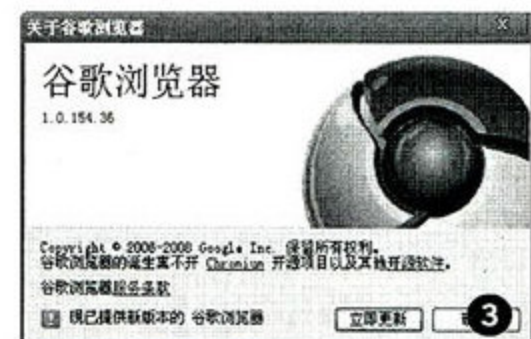 关于谷歌浏览器
谷歌浏览器
1.0.154.36
Copyright © 2006-2008 Google Inc. 保留所有权利。
谷歌浏览器的诞生离不开 Chromium 开源项目以及其他开源软件。
谷歌浏览器服务条款
现已提供新版本的 谷歌浏览器
立即更新
3